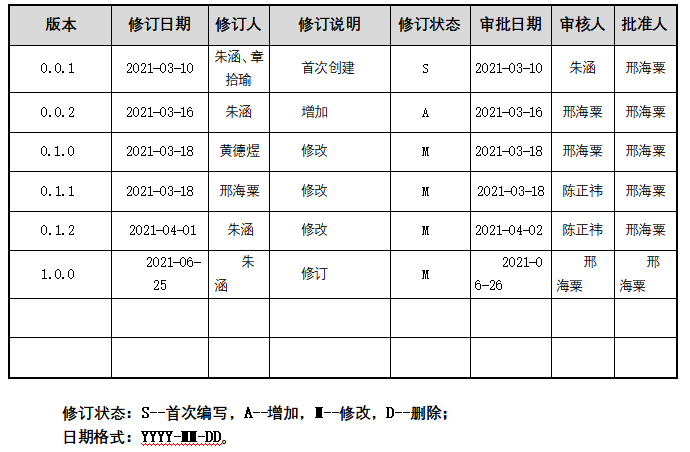 版本 修订日期 修订人 修订说明 修订状态 审批日期 审核人 批准人
0.0.1 2021-03-10 朱涵、章拾瑜 首次创建 S 2021-03-10 朱涵 邢海粟
0.0.2 2021-03-16 朱涵 增加 A 2021-03-16 邢海粟 邢海粟
0.1.0 2021-03-18 黄德煜 修改 M 2021-03-18 邢海粟 邢海粟
0.1.1 2021-03-18 邢海粟 修改 M 2021-03-18 陈正祎 邢海粟
0.1.2 2021-04-01 朱涵 修改 M 2021-04-02 陈正祎 邢海粟
1.0.0 2021-06-25 朱涵 修订 M 2021-06-26 邢海粟 邢海粟
修订状态：S--首次编写，A--增加，M--修改，D--删除；
日期格式：YYYY-MM-DD。